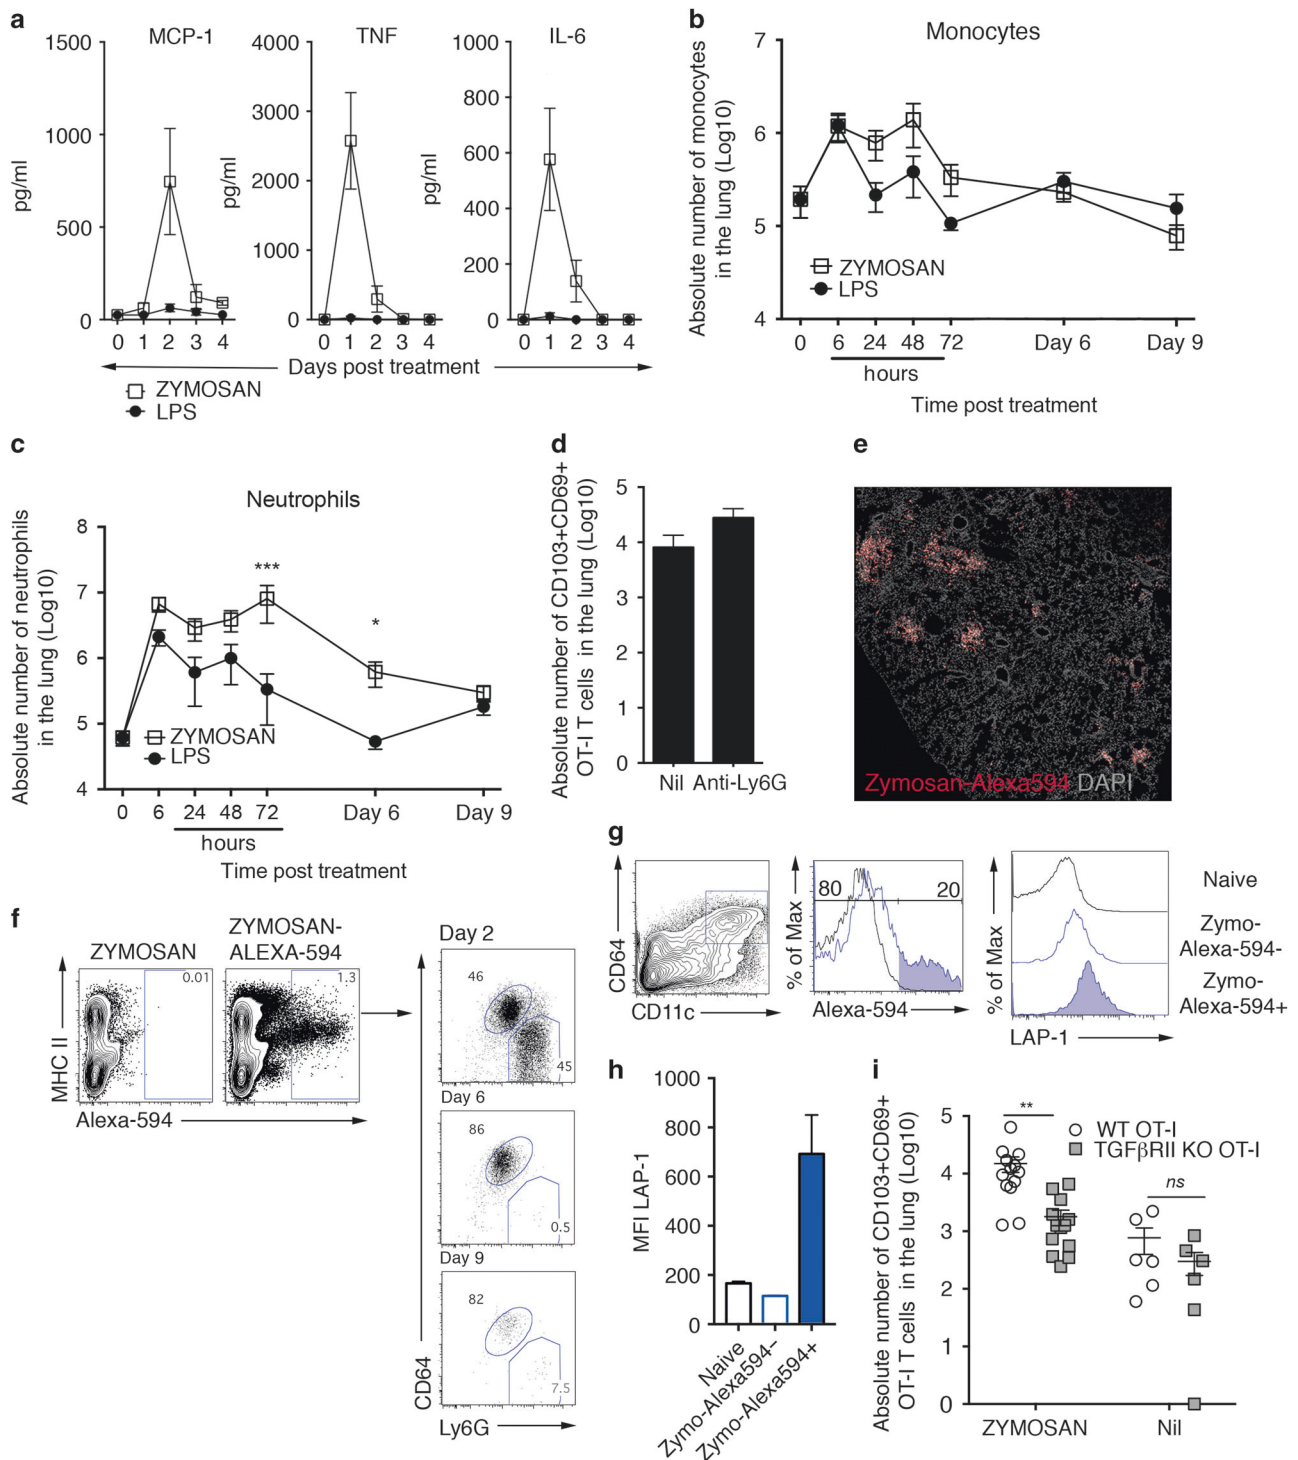 a
MCP-1
TNF
IL-6
1500
1000
500
0
pg/ml
4000
3000
2000
1000
0
pg/ml
1000
800
600
400
200
0
pg/ml
0 1 2 3 4
0 1 2 3 4
0 1 2 3 4
Days post treatment
ZYMOSAN
LPS
b
Monocytes
Absolute number of monocytes
in the lung (Log10)
7
6
5
4
ZYMOSAN
LPS
0 6 24 48 72 Day 6 Day 9
hours
Time post treatment
c
Neutrophils
Absolute number of neutrophils
in the lung (Log10)
8
7
6
5
4
***
*
ZYMOSAN
LPS
0 6 24 48 72 Day 6 Day 9
hours
Time post treatment
d
Absolute number of CD103+CD69+
OT-I T cells in the lung (Log10)
5
4
3
2
1
0
Nil Anti-Ly6G
e
Zymosan-Alexa594 DAPI
f
ZYMOSAN
ZYMOSAN-
ALEXA-594
0.01
1.3
MHC II
Alexa-594
Day 2
46
45
Day 6
86
0.5
Day 9
82
7.5
CD64
Ly6G
g
CD64
CD11c
% of Max
80 20
Alexa-594
% of Max
LAP-1
Naive
Zymo-
Alexa-594-
Zymo-
Alexa-594+
h
MFI LAP-1
1000
800
600
400
200
0
Naive
Zymo-Alexa594−
Zymo-Alexa594+
i
Absolute number of CD103+CD69+
OT-I T cells in the lung (Log10)
5
4
3
2
1
0
**
WT OT-I
TGFβRII KO OT-I
ns
ZYMOSAN Nil